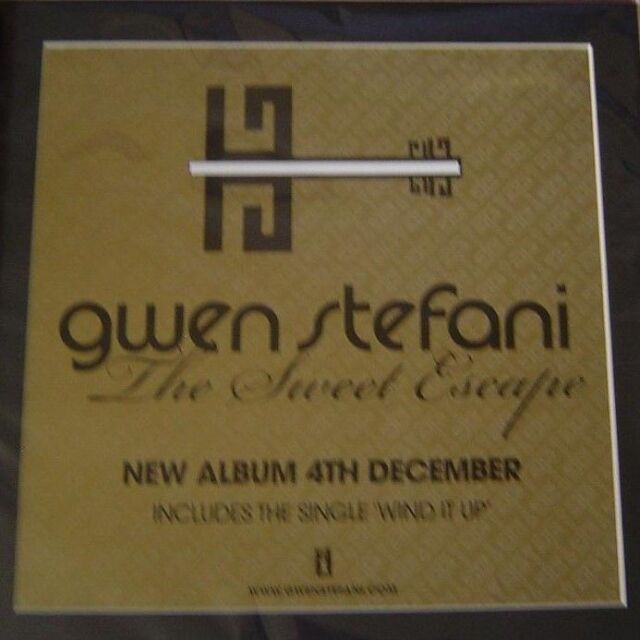 gwen stefani
The Sweet Escape
NEW ALBUM 4TH DECEMBER
INCLUDES THE SINGLE 'WIND IT UP'
WWW.GWENSTEFANI.COM